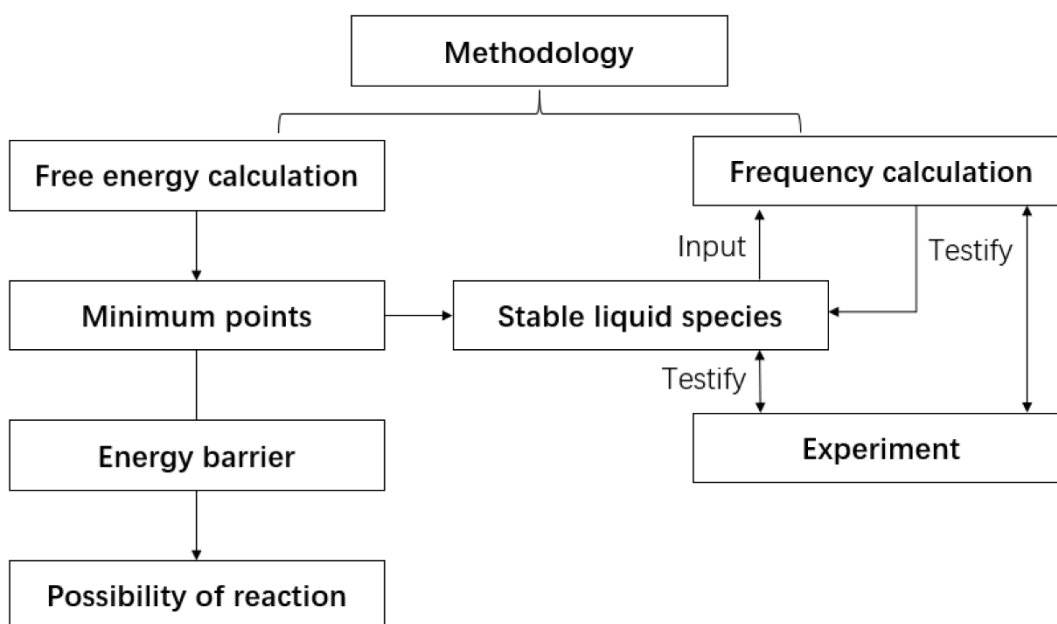 Methodology
Free energy calculation
Frequency calculation
Input
Testify
Minimum points
Stable liquid species
Testify
Energy barrier
Experiment
Possibility of reaction